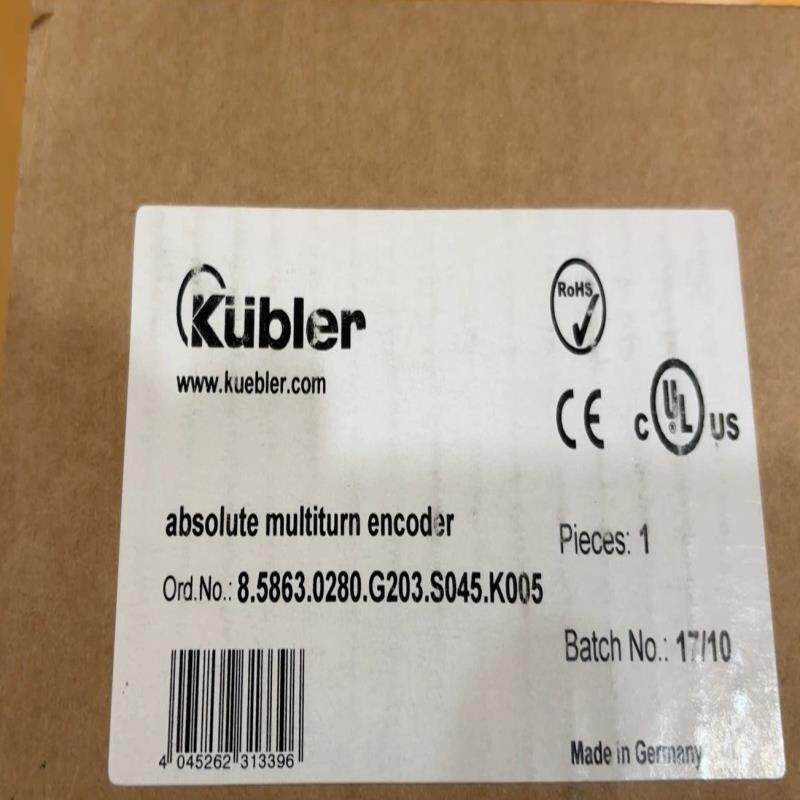 Kübler
www.kuebler.com
RoHS
CE
C UL US
®
absolute multiturn encoder
Pieces: 1
Ord.No.: 8.5863.0280.G203.S045.K005
Batch No.: 17/10
4 045262 313396
Made in Germany